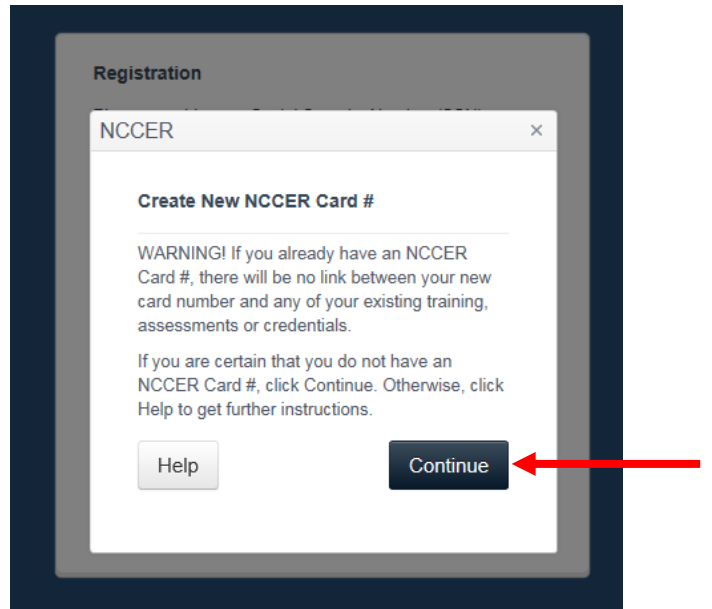 Registration
NCCER ×
Create New NCCER Card #
WARNING! If you already have an NCCER
Card #, there will be no link between your new
card number and any of your existing training,
assessments or credentials.
If you are certain that you do not have an
NCCER Card #, click Continue. Otherwise, click
Help to get further instructions.
Help
Continue